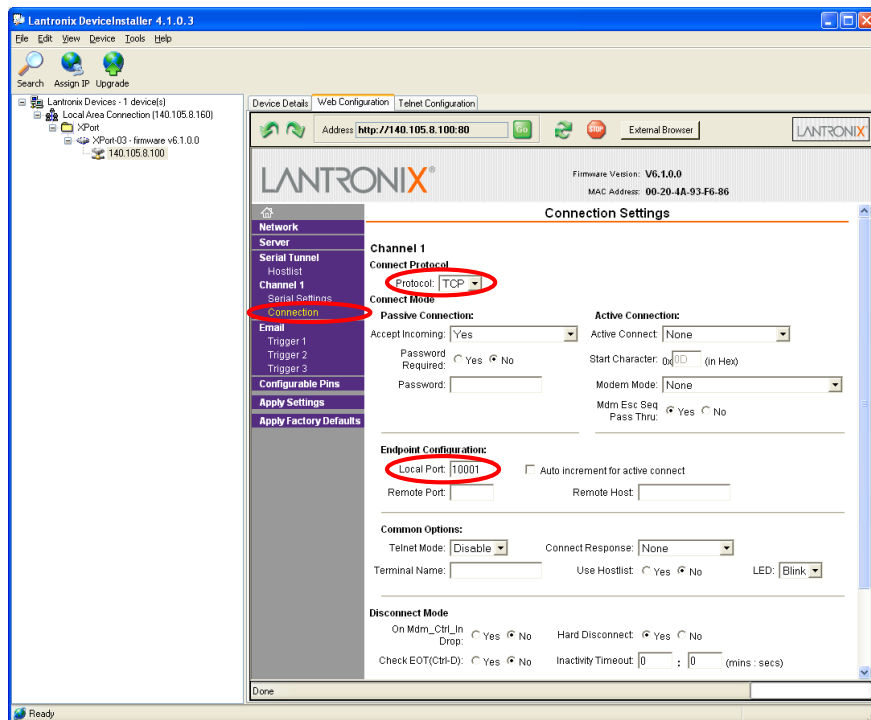 Lantronix DeviceInstaller 4.1.0.3
File Edit View Device Tools Help
Search Assign IP Upgrade
Lantronix Devices - 1 device(s)
Local Area Connection (140.105.8.160)
XPort
XPort-03 - firmware v6.1.0.0
140.105.8.100
Device Details Web Configuration Telnet Configuration
Address http://140.105.8.100:80 Go STOP External Browser LANTRONIX
LANTRONIX®
Firmware Version: V6.1.0.0
MAC Address: 00-20-4A-93-F6-86
Network
Server
Serial Tunnel
Hostlist
Channel 1
Serial Settings
Connection
Email
Trigger 1
Trigger 2
Trigger 3
Configurable Pins
Apply Settings
Apply Factory Defaults
Connection Settings
Channel 1
Connect Protocol
Protocol: TCP
Connect Mode
Passive Connection: Active Connection:
Accept Incoming: Yes Active Connect: None
Password Required: Yes No Start Character: 0x 0D (in Hex)
Password: Modem Mode: None
Mdm Esc Seq Pass Thru: Yes No
Endpoint Configuration:
Local Port: 10001 Auto increment for active connect
Remote Port: Remote Host:
Common Options:
Telnet Mode: Disable Connect Response: None
Terminal Name: Use Hostlist: Yes No LED: Blink
Disconnect Mode
On Mdm_Ctrl_In Drop: Yes No Hard Disconnect: Yes No
Check EOT(Ctrl-D): Yes No Inactivity Timeout: 0 : 0 (mins : secs)
Done
Ready